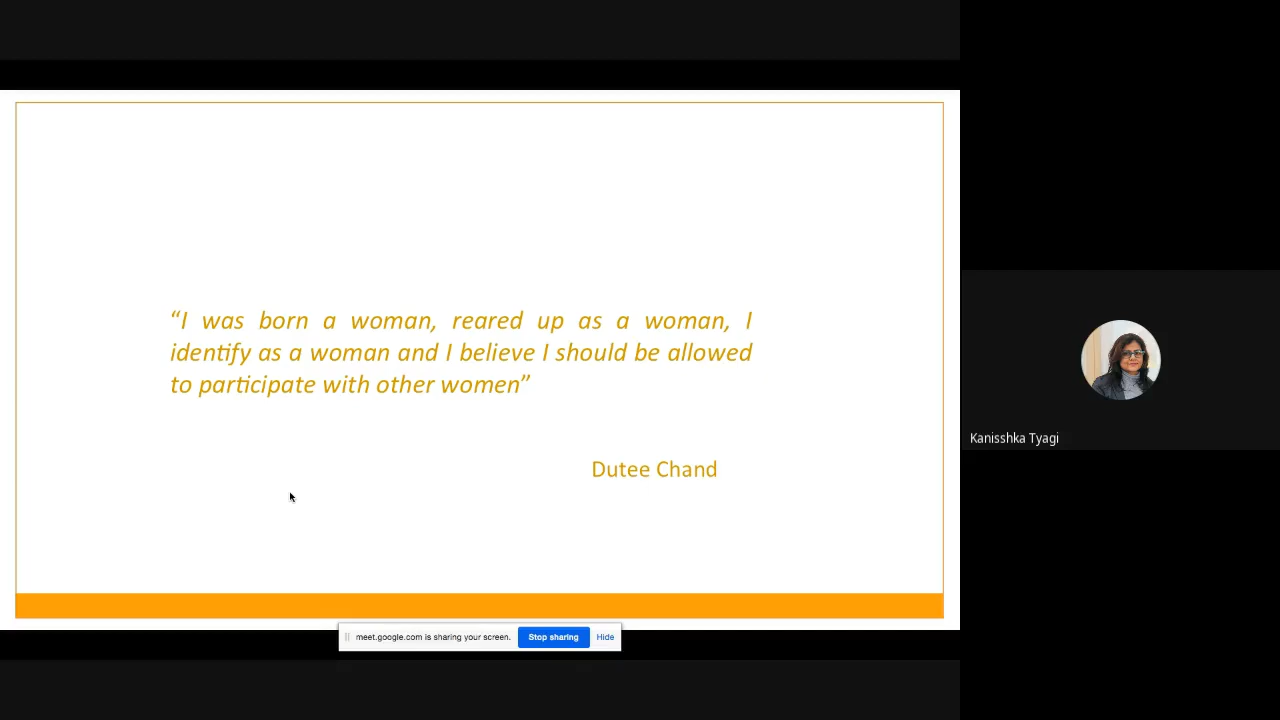 “I was born a woman, reared up as a woman, I
identify as a woman and I believe I should be allowed
to participate with other women”
Dutee Chand
Kanisshka Tyagi
meet.google.com is sharing your screen. Stop sharing Hide